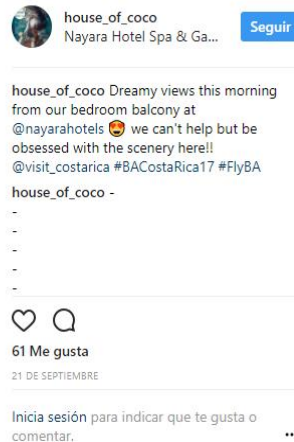 house_of_coco
Seguir
Nayara Hotel Spa & Ga...
house_of_coco Dreamy views this morning
from our bedroom balcony at
@nayarahotels 😍 we can't help but be
obsessed with the scenery here!!
@visit_costarica #BACostaRica17 #FlyBA
house_of_coco -
-
-
-
-
-
61 Me gusta
21 DE SEPTIEMBRE
Inicia sesión para indicar que te gusta o
comentar.